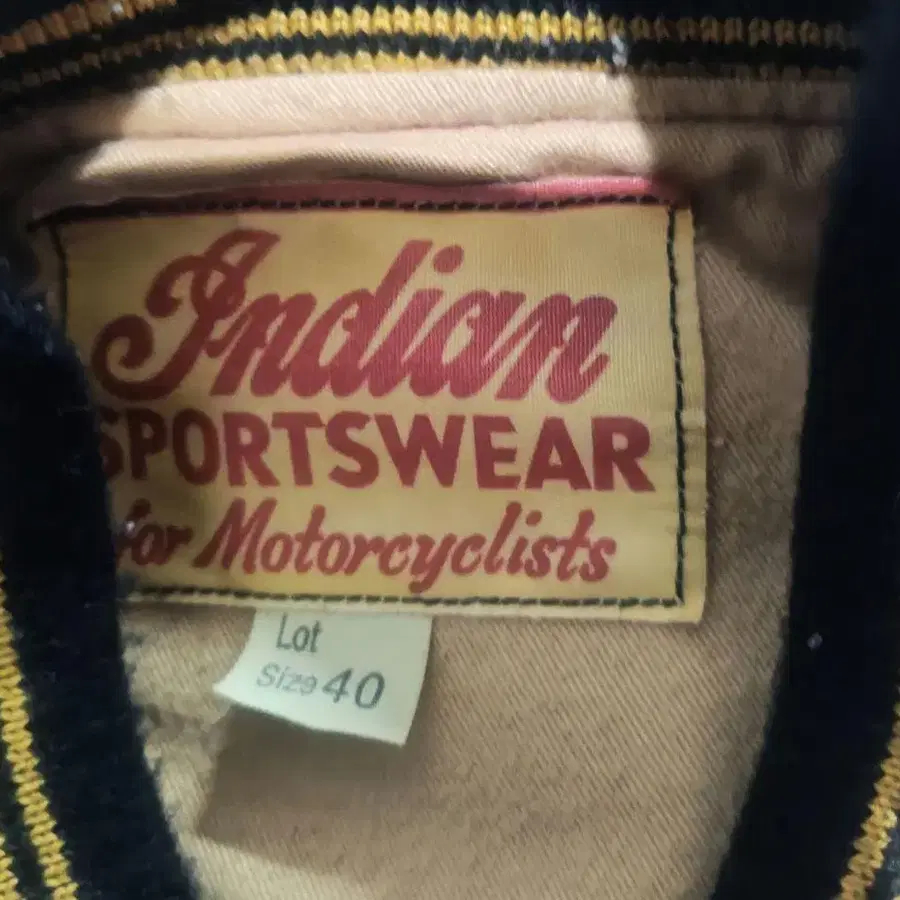 Indian
SPORTSWEAR
for Motorcyclists
Lot
Size 40